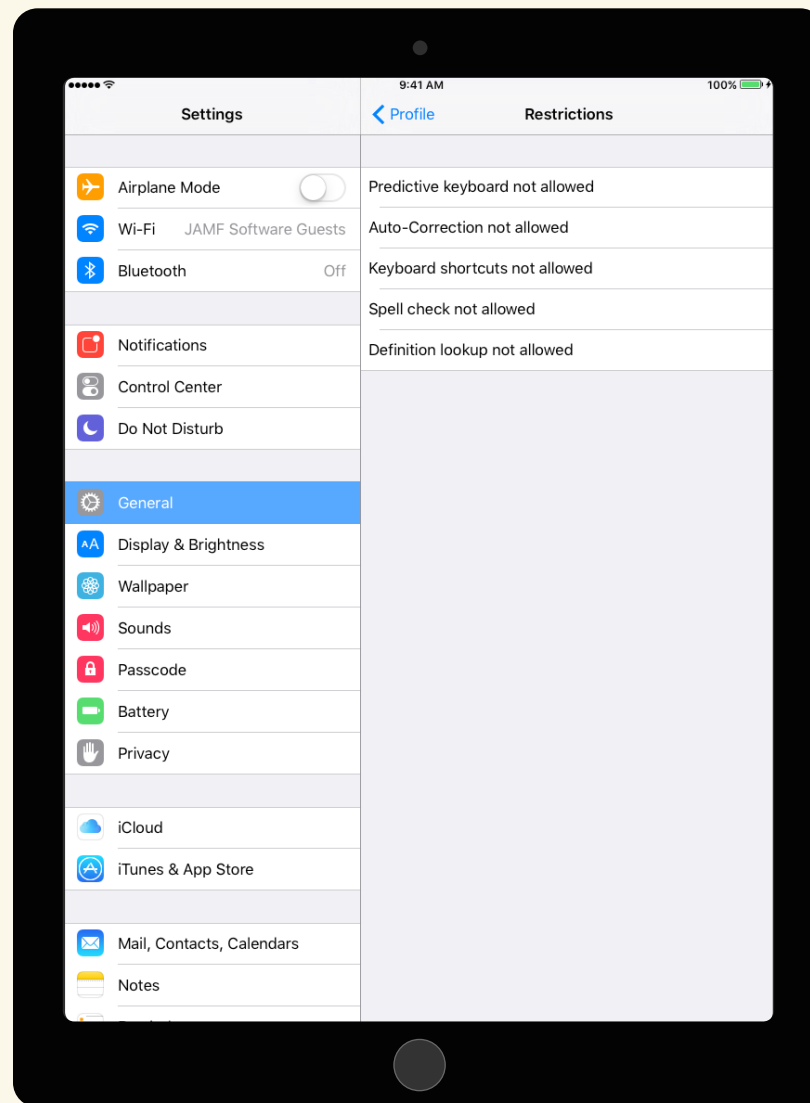 9:41 AM
100%
Settings
Profile
Restrictions
Airplane Mode
Wi-Fi
JAMF Software Guests
Bluetooth
Off
Notifications
Control Center
Do Not Disturb
General
AA
Display & Brightness
Wallpaper
Sounds
Passcode
Battery
Privacy
iCloud
iTunes & App Store
Mail, Contacts, Calendars
Notes
Predictive keyboard not allowed
Auto-Correction not allowed
Keyboard shortcuts not allowed
Spell check not allowed
Definition lookup not allowed